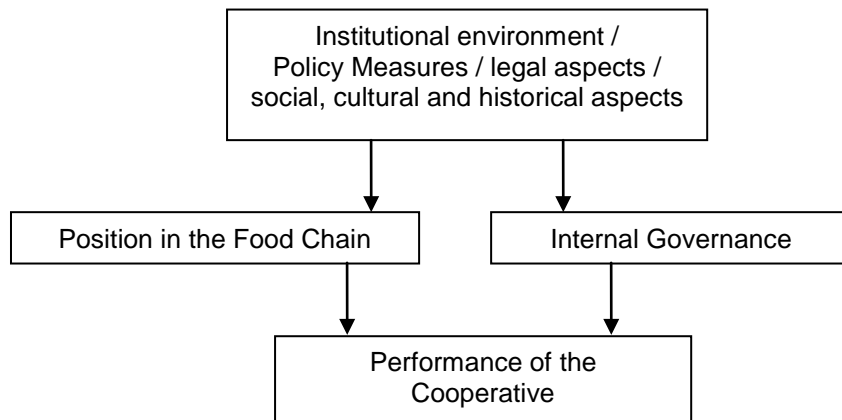 Institutional environment /
Policy Measures / legal aspects /
social, cultural and historical aspects
Position in the Food Chain
Internal Governance
Performance of the
Cooperative